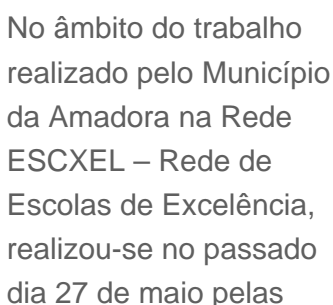 No âmbito do trabalho
realizado pelo Município
da Amadora na Rede
ESCXEL – Rede de
Escolas de Excelência,
realizou-se no passado
dia 27 de maio pelas